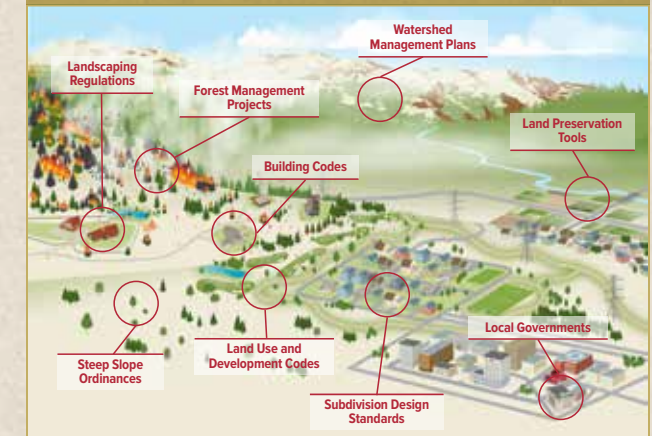 Watershed
Management Plans
Landscaping
Regulations
Forest Management
Projects
Land Preservation
Tools
Building Codes
Local Governments
Steep Slope
Ordinances
Land Use and
Development Codes
Subdivision Design
Standards